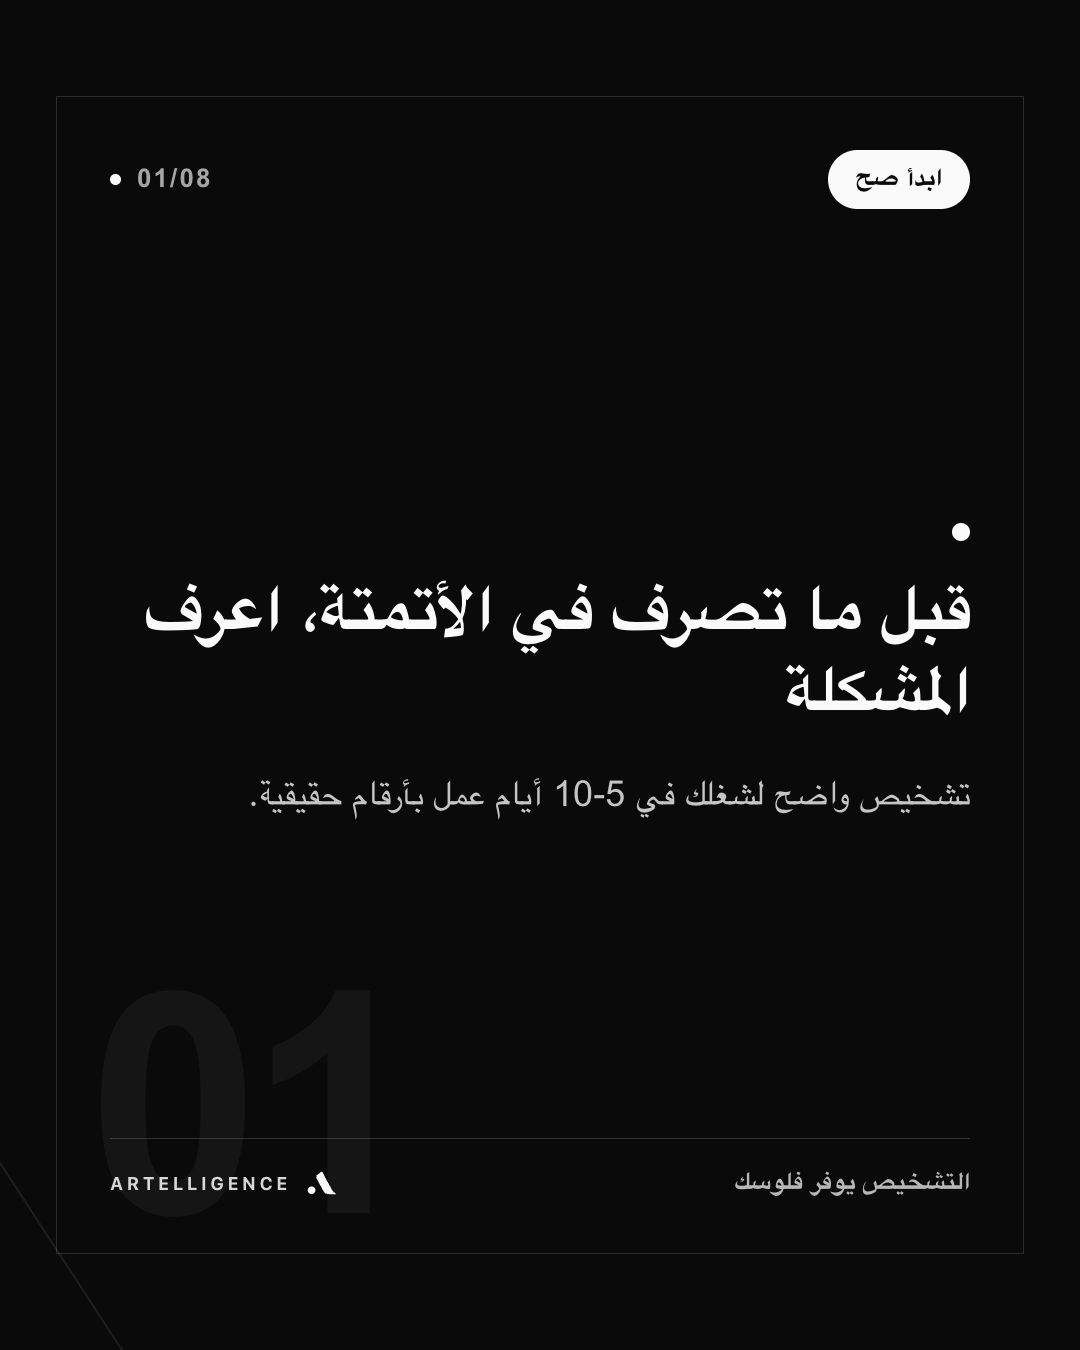 ابدأ صح
01/08
قبل ما تصرف في الأتمتة، اعرف
المشكلة
تشخيص واضح لشغلك في 5-10 أيام عمل بأرقام حقيقية.
01
التشخيص يوفر فلوسك
ARTELLIGENCE